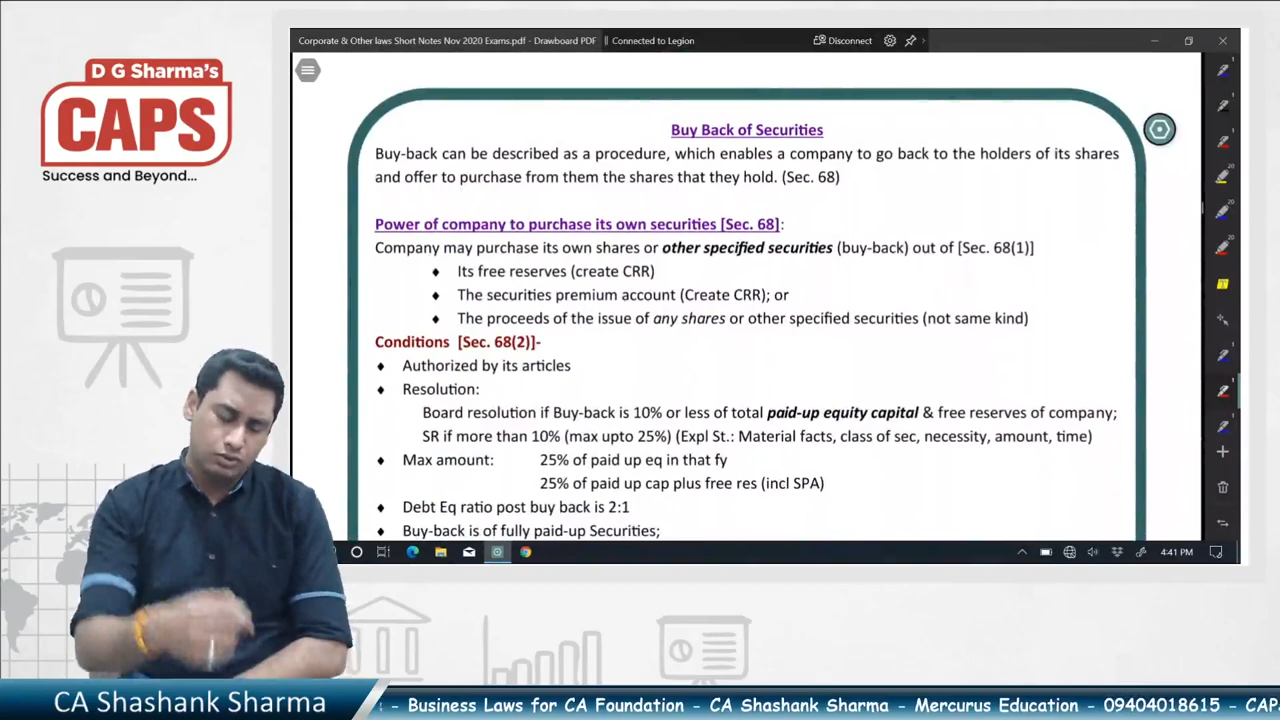 D G Sharma's
CAPS
Success and Beyond...
Corporate & Other laws Short Notes Nov 2020 Exams.pdf - Drawboard PDF
Connected to Legion
Disconnect
Buy Back of Securities
Buy-back can be described as a procedure, which enables a company to go back to the holders of its shares
and offer to purchase from them the shares that they hold. (Sec. 68)
Power of company to purchase its own securities [Sec. 68]:
Company may purchase its own shares or other specified securities (buy-back) out of [Sec. 68(1)]
♦ Its free reserves (create CRR)
♦ The securities premium account (Create CRR); or
♦ The proceeds of the issue of any shares or other specified securities (not same kind)
Conditions [Sec. 68(2)]-
♦ Authorized by its articles
♦ Resolution:
Board resolution if Buy-back is 10% or less of total paid-up equity capital & free reserves of company;
SR if more than 10% (max upto 25%) (Expl St.: Material facts, class of sec, necessity, amount, time)
♦ Max amount: 25% of paid up eq in that fy
25% of paid up cap plus free res (incl SPA)
♦ Debt Eq ratio post buy back is 2:1
♦ Buy-back is of fully paid-up Securities;
4:41 PM
CA Shashank Sharma
- Business Laws for CA Foundation - CA Shashank Sharma - Mercurus Education - 09404018615 - CAP